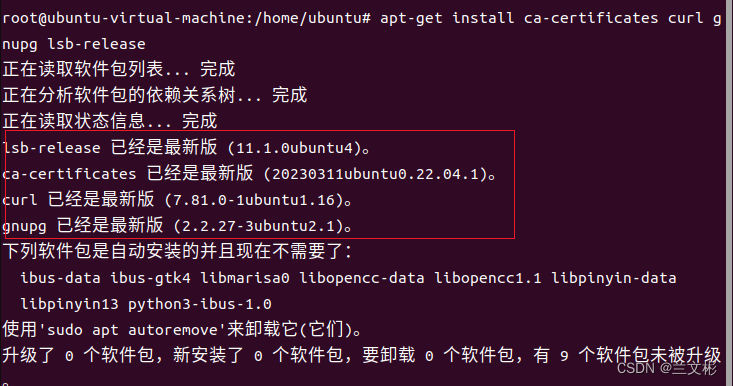 root@ubuntu-virtual-machine:/home/ubuntu# apt-get install ca-certificates curl g
nupg lsb-release
正在读取软件包列表... 完成
正在分析软件包的依赖关系树... 完成
正在读取状态信息... 完成
lsb-release 已经是最新版 (11.1.0ubuntu4)。
ca-certificates 已经是最新版 (20230311ubuntu0.22.04.1)。
curl 已经是最新版 (7.81.0-1ubuntu1.16)。
gnupg 已经是最新版 (2.2.27-3ubuntu2.1)。
下列软件包是自动安装的并且现在不需要了：
ibus-data ibus-gtk4 libmarisa0 libopencc-data libopencc1.1 libpinyin-data
libpinyin13 python3-ibus-1.0
使用'sudo apt autoremove'来卸载它(它们)。
升级了 0 个软件包，新安装了 0 个软件包，要卸载 0 个软件包，有 9 个软件包未被升级
。
CSDN @兰文彬